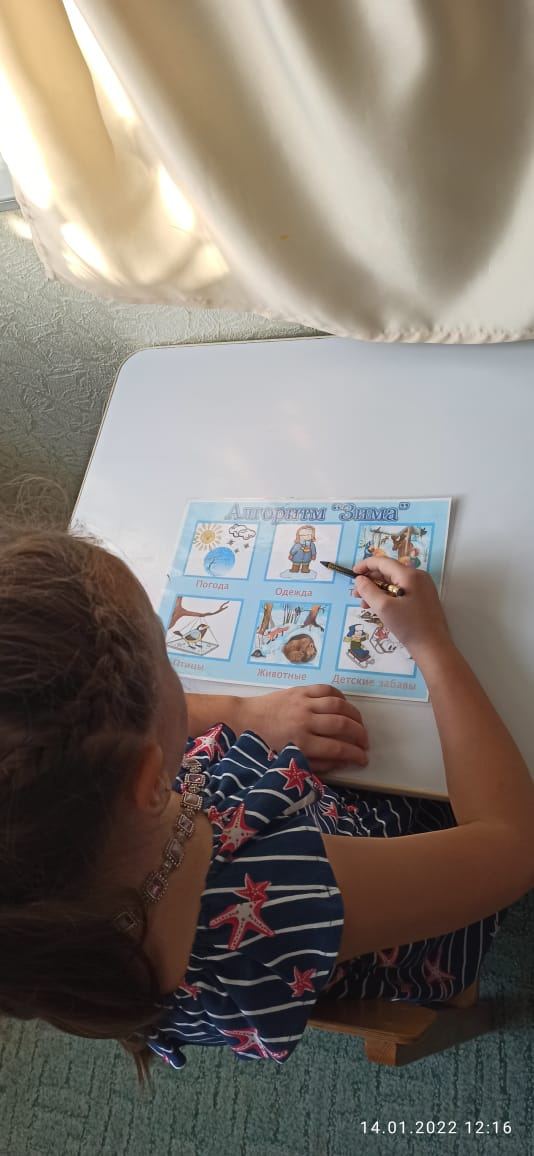 Алгоритм "Зима"
Погода
Одежда
Птицы
Животные
Детские забавы
14.01.2022 12:16